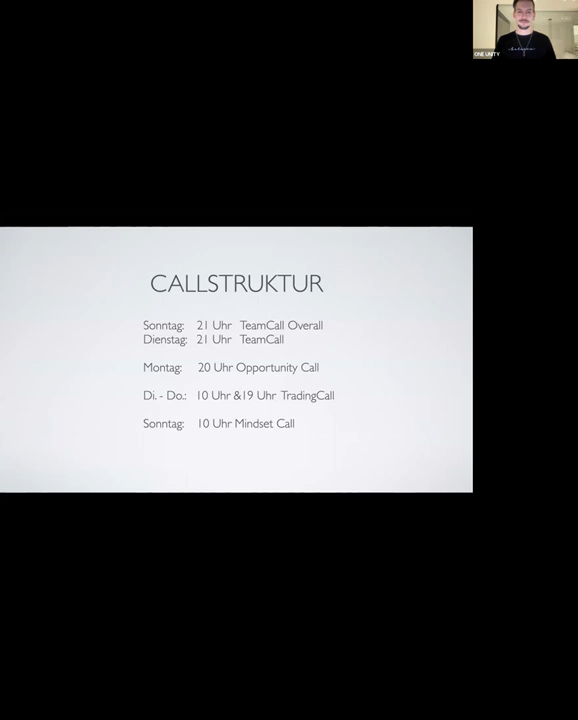 ONE UNITY
CALLSTRUKTUR
Sonntag: 21 Uhr TeamCall Overall
Dienstag: 21 Uhr TeamCall
Montag: 20 Uhr Opportunity Call
Di. - Do.: 10 Uhr &19 Uhr TradingCall
Sonntag: 10 Uhr Mindset Call